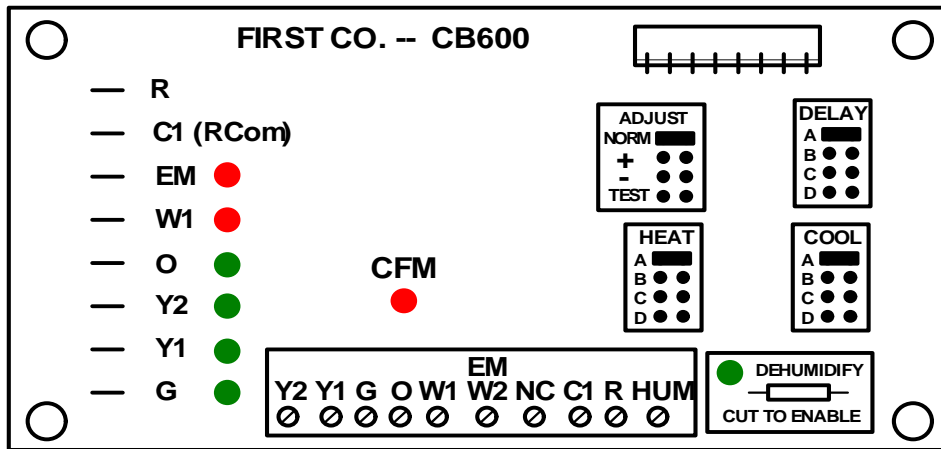 FIRST CO. -- CB600
R
C1 (RCom)
EM
W1
O
Y2
Y1
G
CFM
ADJUST
NORM
+
-
TEST
DELAY
A
B
C
D
HEAT
A
B
C
D
COOL
A
B
C
D
EM
Y2 Y1 G O W1 W2 NC C1 R HUM
DEHUMIDIFY
CUT TO ENABLE